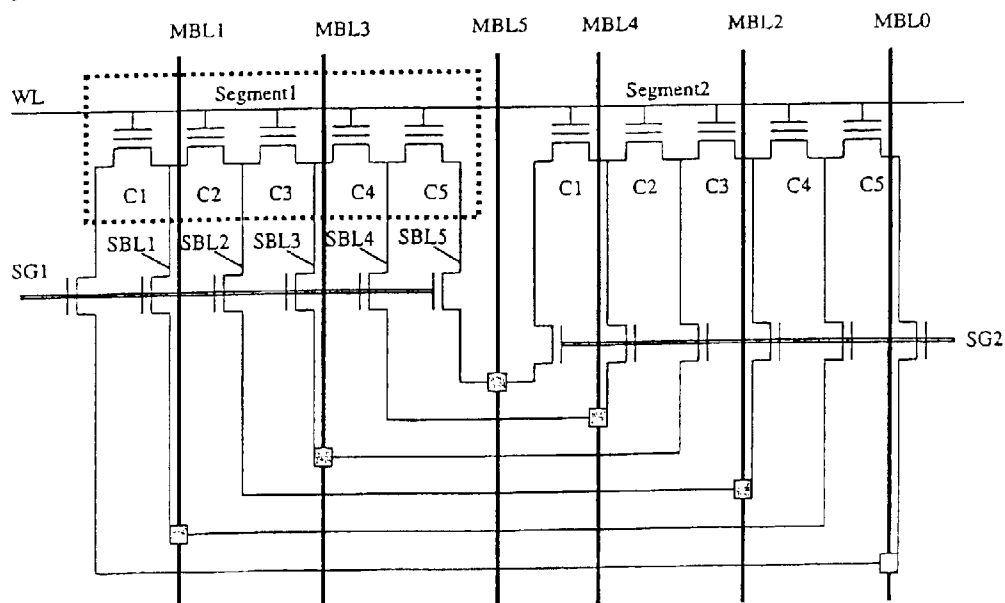 MBL1 MBL3 MBL5 MBL4 MBL2 MBL0
WL Segment1 Segment2
C1 C2 C3 C4 C5 C1 C2 C3 C4 C5
SBL1 SBL2 SBL3 SBL4 SBL5
SG1
SG2